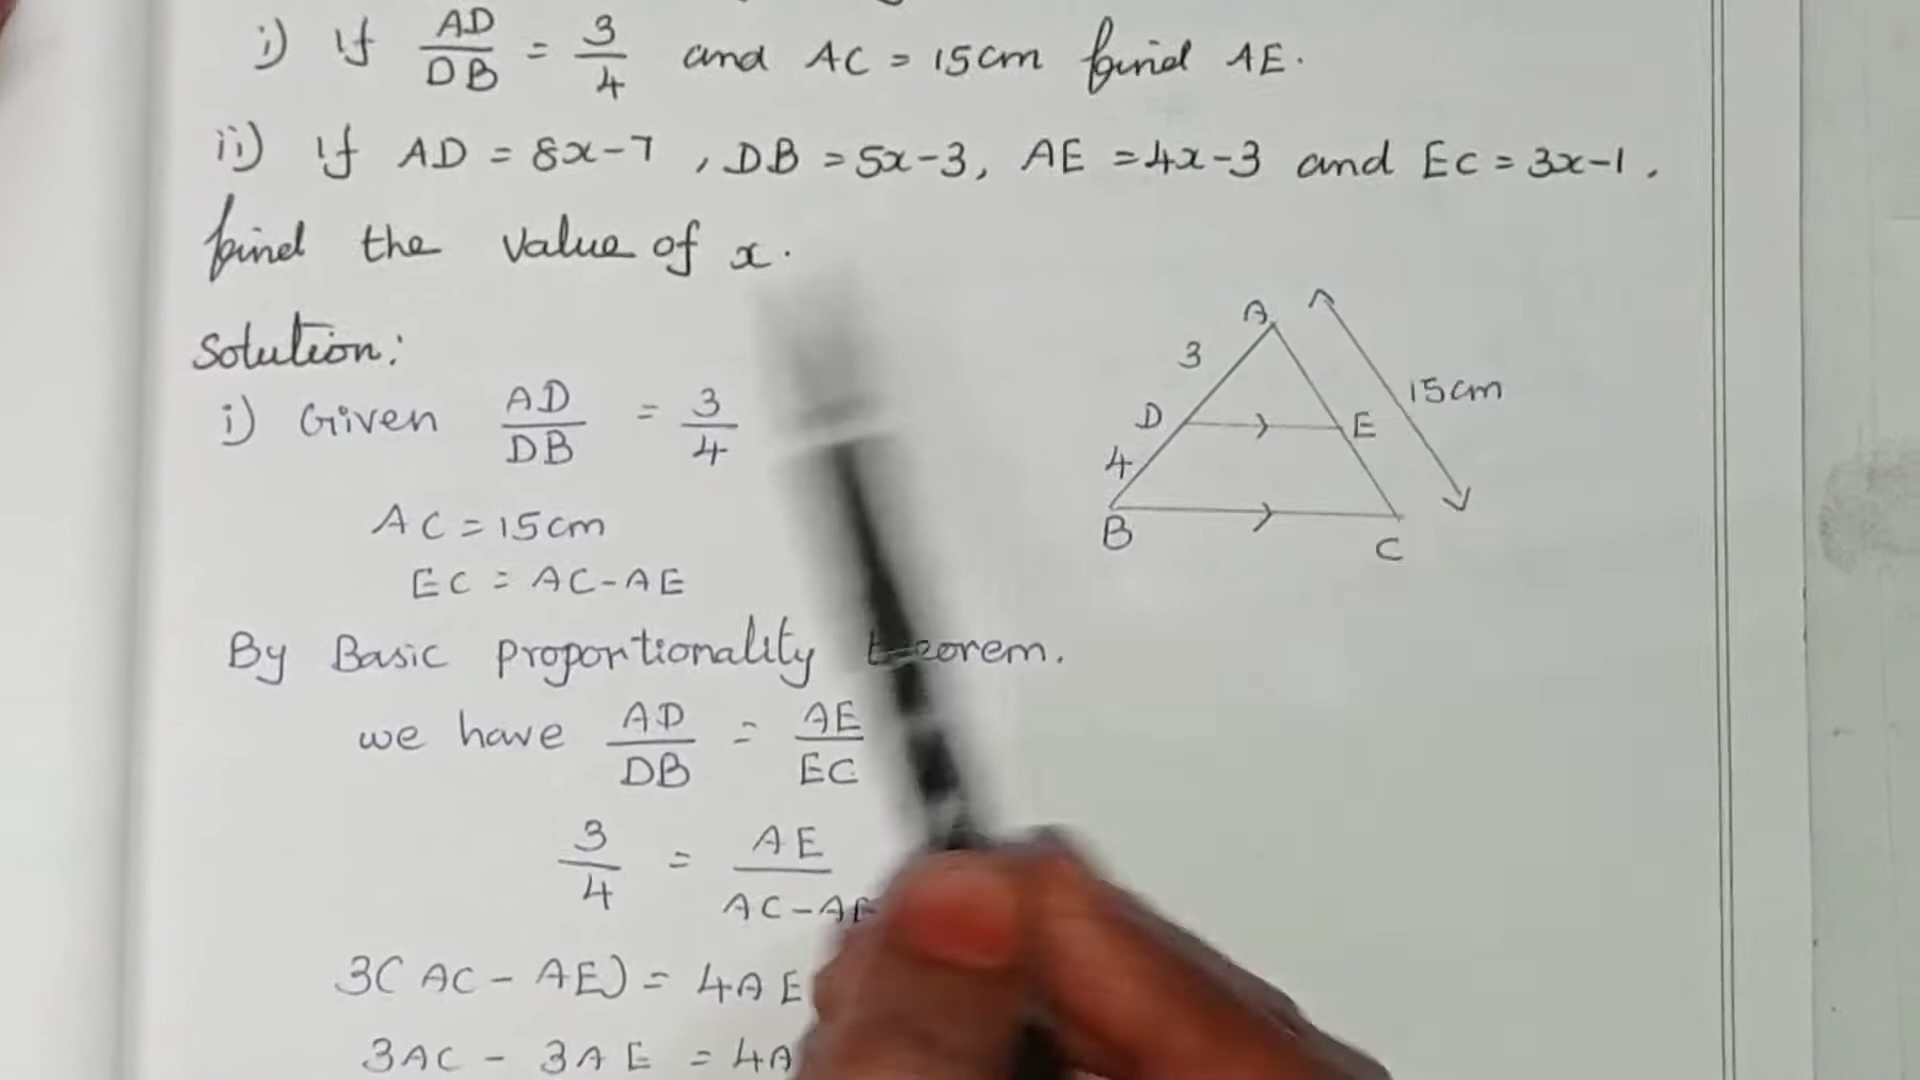 i) If AD/DB = 3/4 and AC = 15cm find AE.
ii) If AD = 8x-7, DB = 5x-3, AE = 4x-3 and EC = 3x-1.
find the value of x.
Solution:
i) Given AD/DB = 3/4
AC = 15cm
EC = AC-AE
By Basic proportionality
we have AD/DB = AE/EC
3/4 = AE/AC-AE
3(AC - AE) = 4AE
3AC - 3AE = 4A
A
3
15cm
D
E
4
B
C